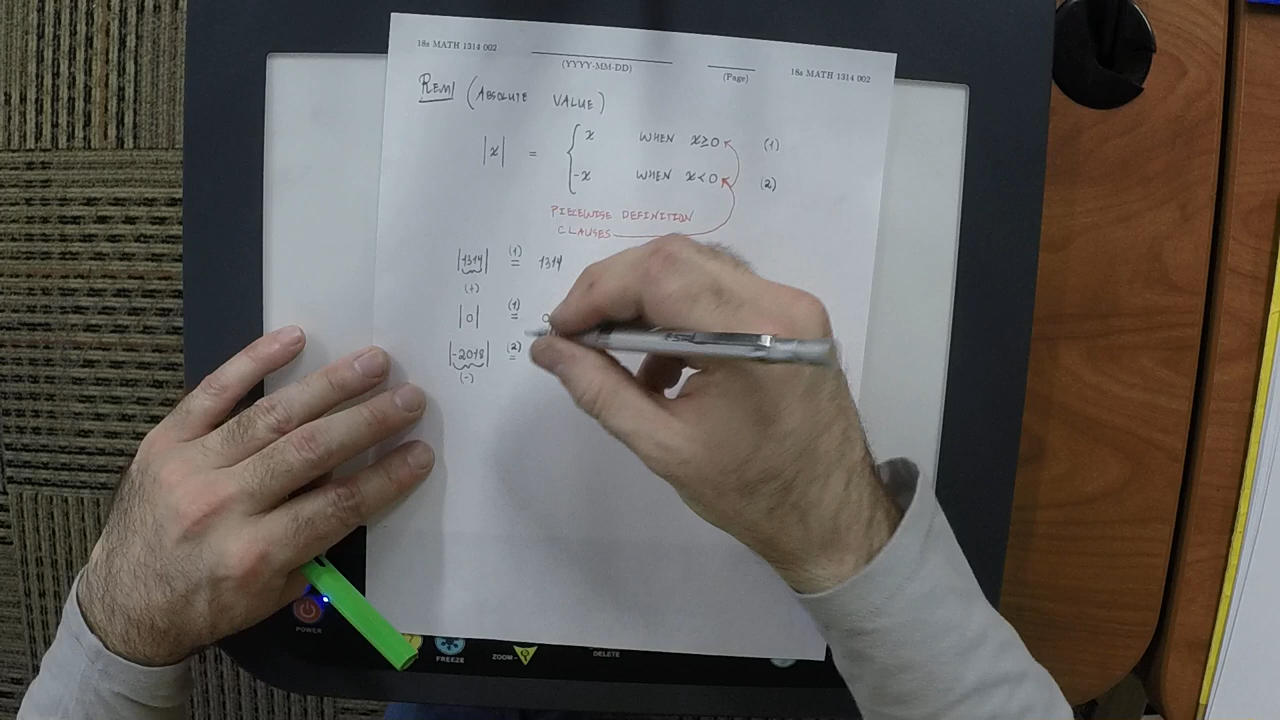 18s MATH 1314 002
(YYYY-MM-DD)
(Page)
18s MATH 1314 002
REM (ABSOLUTE VALUE)
|x| = { x WHEN x≥0 (1)
-x WHEN x<0 (2)
PIECEWISE DEFINITION
CLAUSES
|1314| (1)= 1314
(+)
|0| (1)= 0
|-2018| (2)=
(-)
POWER
FREEZE
ZOOM-
DELETE